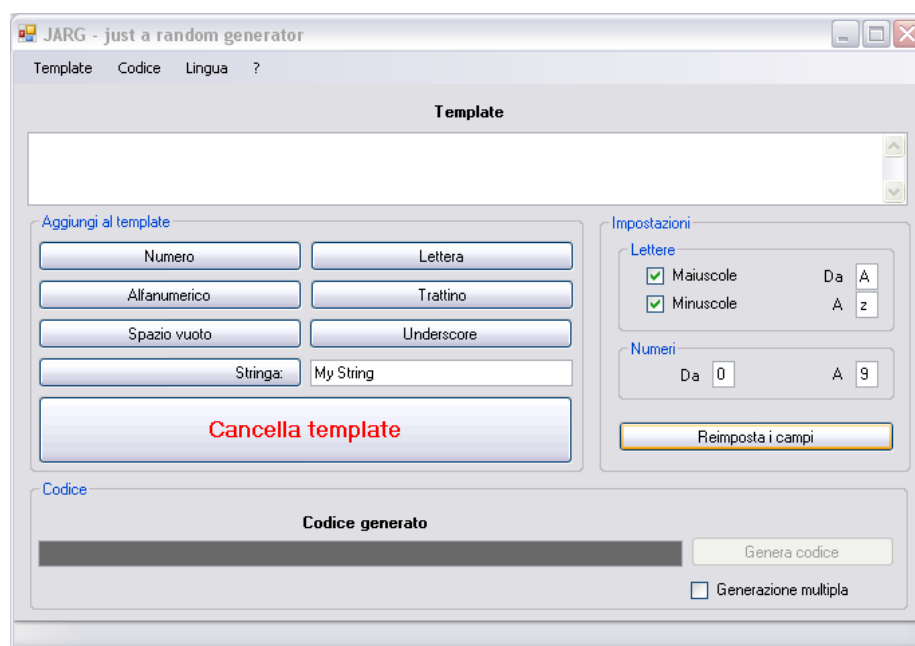 JARG - just a random generator
Template Codice Lingua ?
Template
Aggiungi al template
Numero Lettera
Alfanumerico Trattino
Spazio vuoto Underscore
Stringa: My String
Cancella template
Impostazioni
Lettere
Maiuscole Da A
Minuscole A z
Numeri
Da 0 A 9
Reimposta i campi
Codice
Codice generato
Genera codice
Generazione multipla